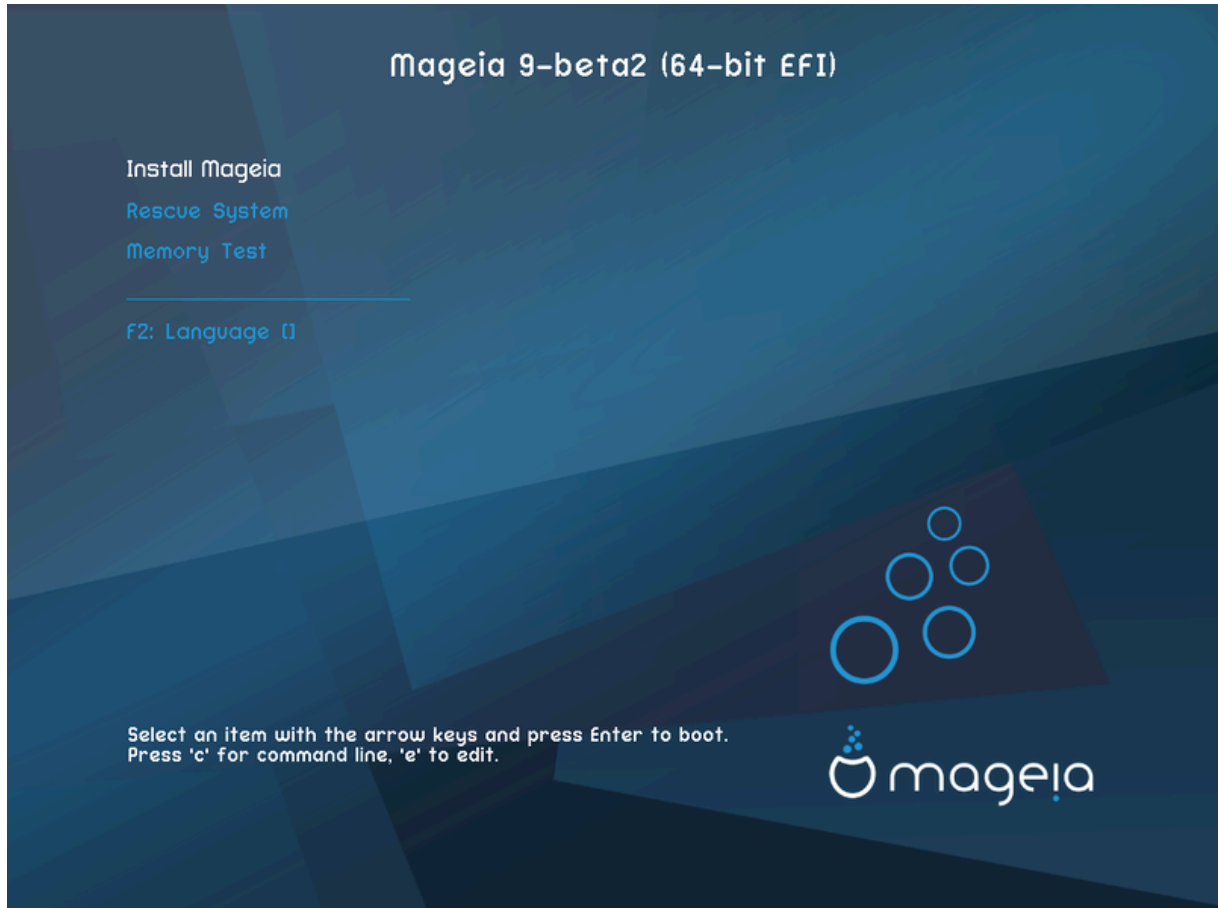 Mageia 9-beta2 (64-bit EFI)
Install Mageia
Rescue System
Memory Test
F2: Language []
Select an item with the arrow keys and press Enter to boot.
Press 'c' for command line, 'e' to edit.
mageia